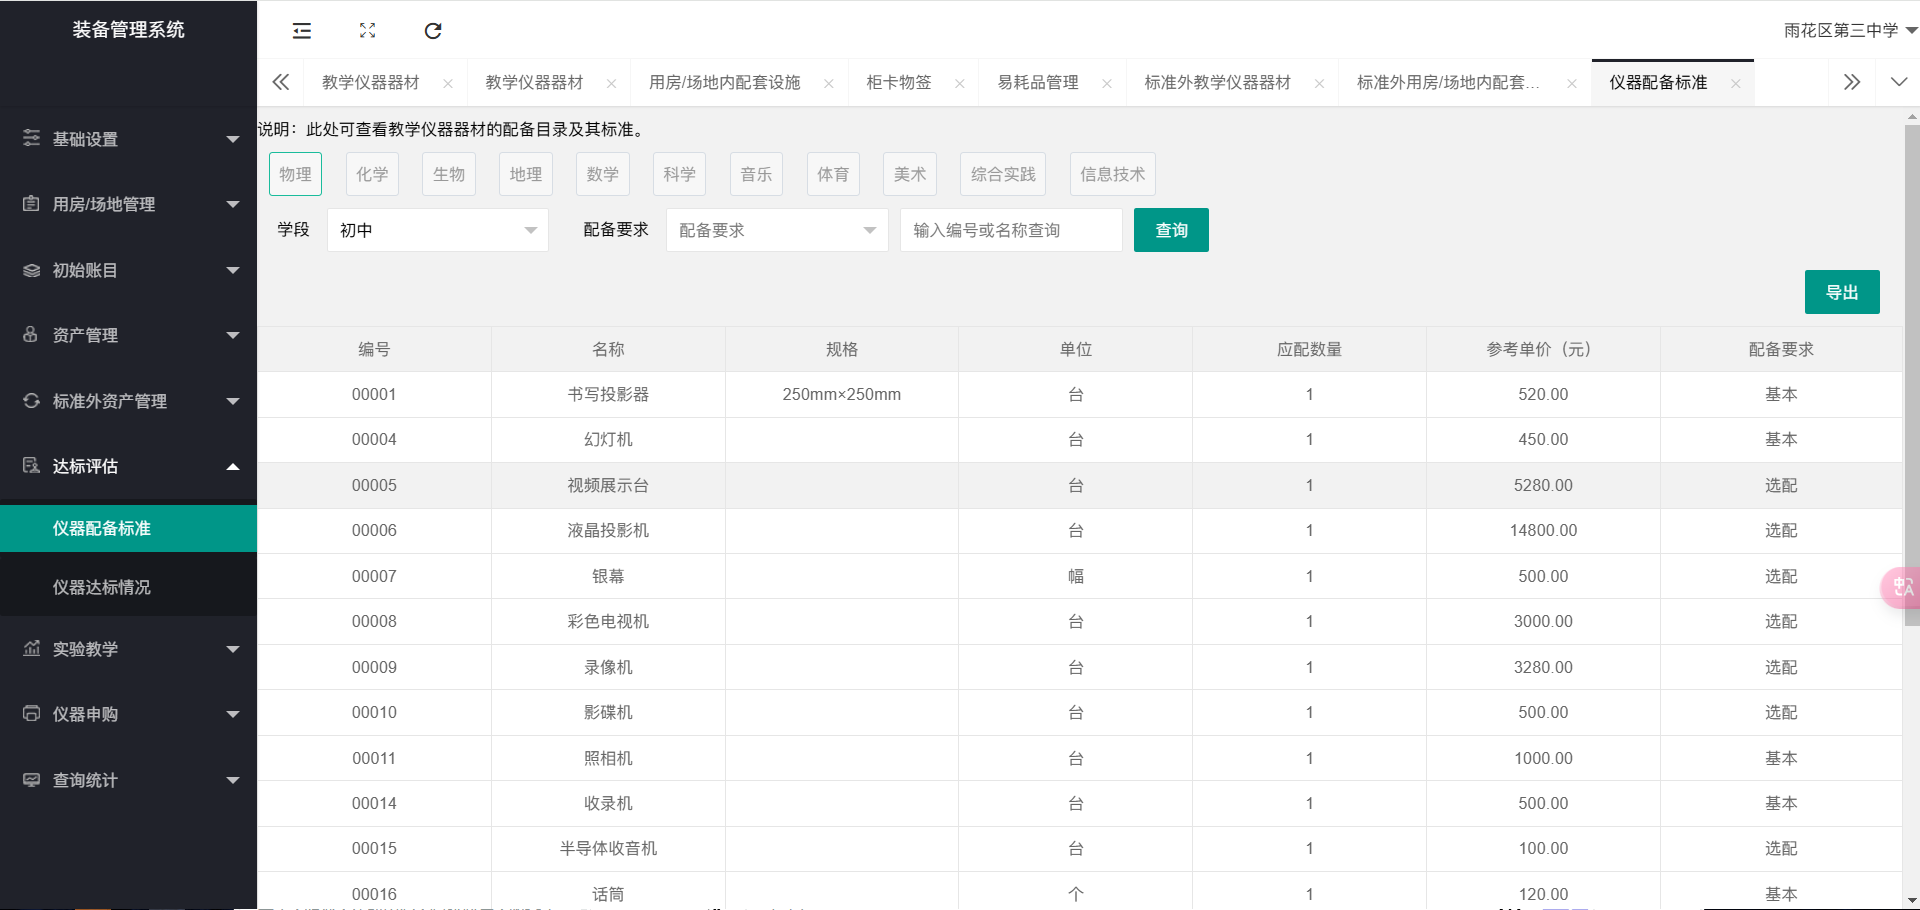 装备管理系统
雨花区第三中学
教学仪器器材
教学仪器器材
用房/场地内配套设施
柜卡物签
易耗品管理
标准外教学仪器器材
标准外用房/场地内配套...
仪器配备标准
基础设置
用房/场地管理
初始账目
资产管理
标准外资产管理
达标评估
仪器配备标准
仪器达标情况
实验教学
仪器申购
查询统计
说明：此处可查看教学仪器器材的配备目录及其标准。
物理 化学 生物 地理 数学 科学 音乐 体育 美术 综合实践 信息技术
学段 初中 配备要求 配备要求 输入编号或名称查询 查询
导出
编号 名称 规格 单位 应配数量 参考单价（元） 配备要求
00001 书写投影器 250mm×250mm 台 1 520.00 基本
00004 幻灯机 台 1 450.00 基本
00005 视频展示台 台 1 5280.00 选配
00006 液晶投影机 台 1 14800.00 选配
00007 银幕 幅 1 500.00 选配
00008 彩色电视机 台 1 3000.00 选配
00009 录像机 台 1 3280.00 选配
00010 影碟机 台 1 500.00 选配
00011 照相机 台 1 1000.00 基本
00014 收录机 台 1 500.00 基本
00015 半导体收音机 台 1 100.00 选配
00016 话筒 个 1 120.00 基本
中A